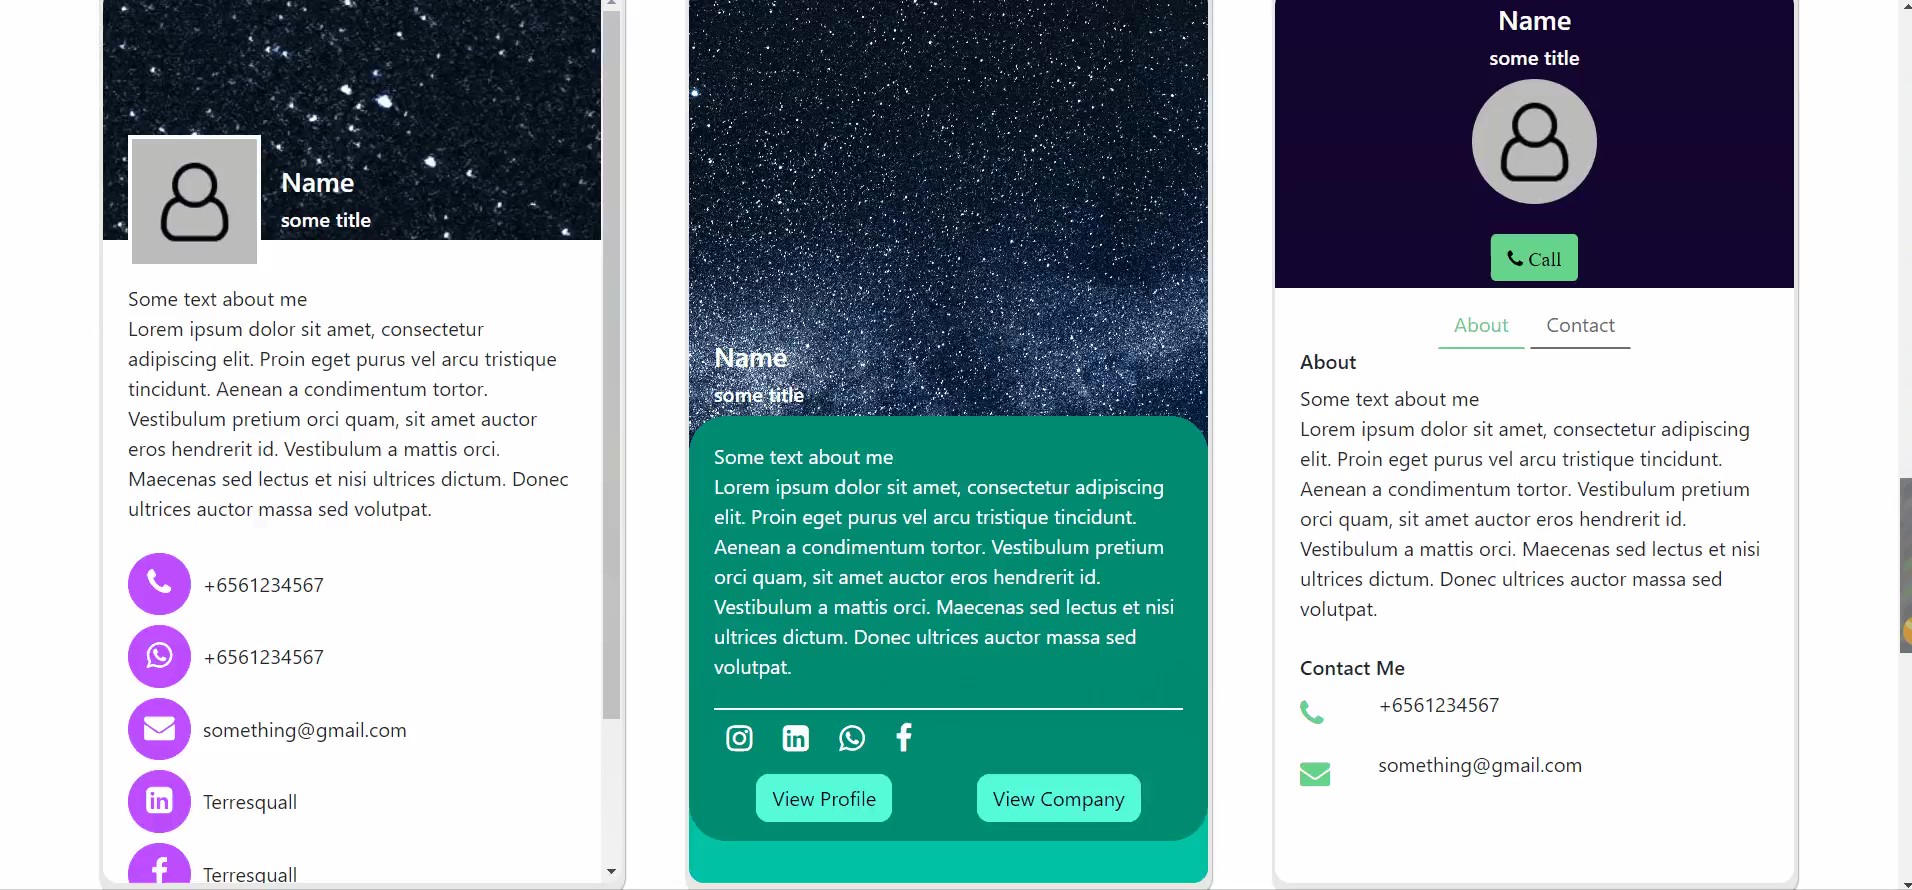 Name
some title
Some text about me
Lorem ipsum dolor sit amet, consectetur
adipiscing elit. Proin eget purus vel arcu tristique
tincidunt. Aenean a condimentum tortor.
Vestibulum pretium orci quam, sit amet auctor
eros hendrerit id. Vestibulum a mattis orci.
Maecenas sed lectus et nisi ultrices dictum. Donec
ultrices auctor massa sed volutpat.
+6561234567
+6561234567
something@gmail.com
in
Terresquall
f
Terresquall
Name
some title
Some text about me
Lorem ipsum dolor sit amet, consectetur adipiscing
elit. Proin eget purus vel arcu tristique tincidunt.
Aenean a condimentum tortor. Vestibulum pretium
orci quam, sit amet auctor eros hendrerit id.
Vestibulum a mattis orci. Maecenas sed lectus et nisi
ultrices dictum. Donec ultrices auctor massa sed
volutpat.
in f
View Profile View Company
Name
some title
Call
About Contact
About
Some text about me
Lorem ipsum dolor sit amet, consectetur adipiscing
elit. Proin eget purus vel arcu tristique tincidunt.
Aenean a condimentum tortor. Vestibulum pretium
orci quam, sit amet auctor eros hendrerit id.
Vestibulum a mattis orci. Maecenas sed lectus et nisi
ultrices dictum. Donec ultrices auctor massa sed
volutpat.
Contact Me
+6561234567
something@gmail.com